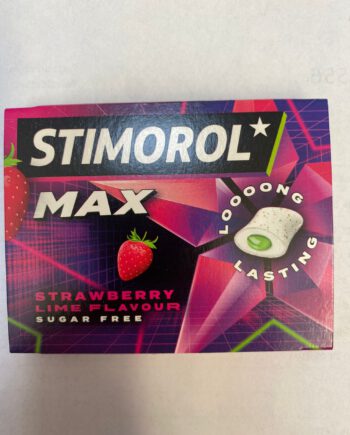 STIMOROL
MAX
LOOOONG
LASTING
STRAWBERRY
LIME FLAVOUR
SUGAR FREE